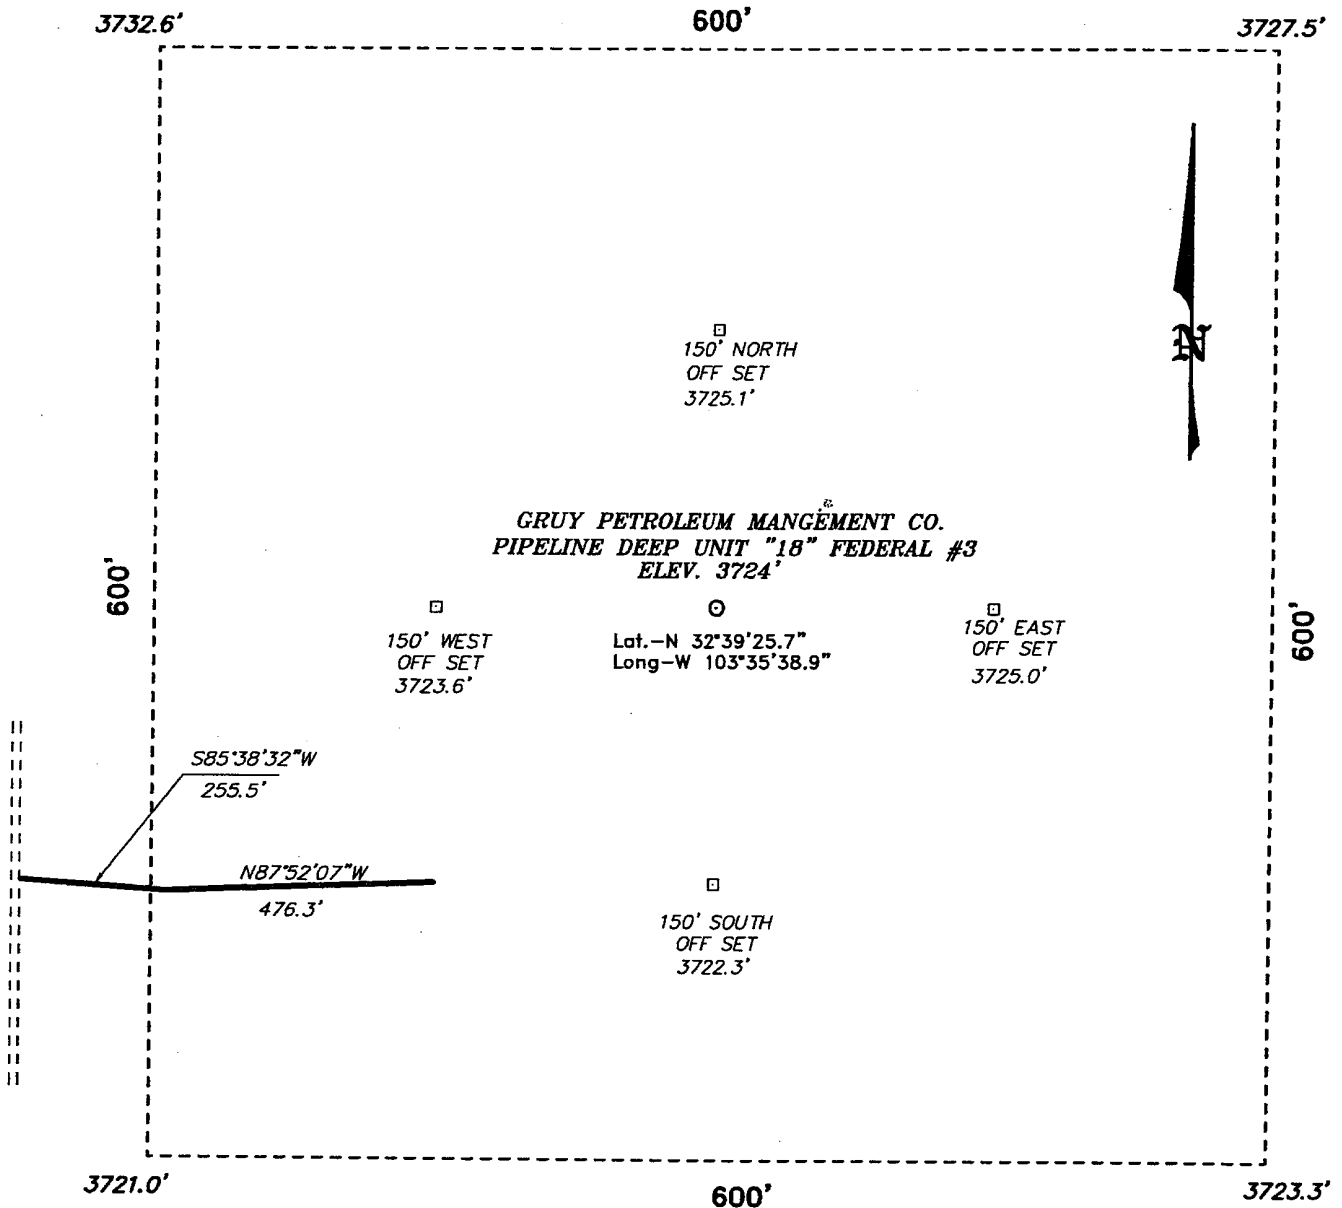 3732.6'
600'
3727.5'
N
150' NORTH
OFF SET
3725.1'
GRUY PETROLEUM MANGEMENT CO.
PIPELINE DEEP UNIT "18" FEDERAL #3
ELEV. 3724'
600'
150' WEST
OFF SET
3723.6'
Lat.-N 32°39'25.7"
Long-W 103°35'38.9"
150' EAST
OFF SET
3725.0'
600'
S85°38'32"W
255.5'
N87°52'07"W
476.3'
150' SOUTH
OFF SET
3722.3'
3721.0'
600'
3723.3'